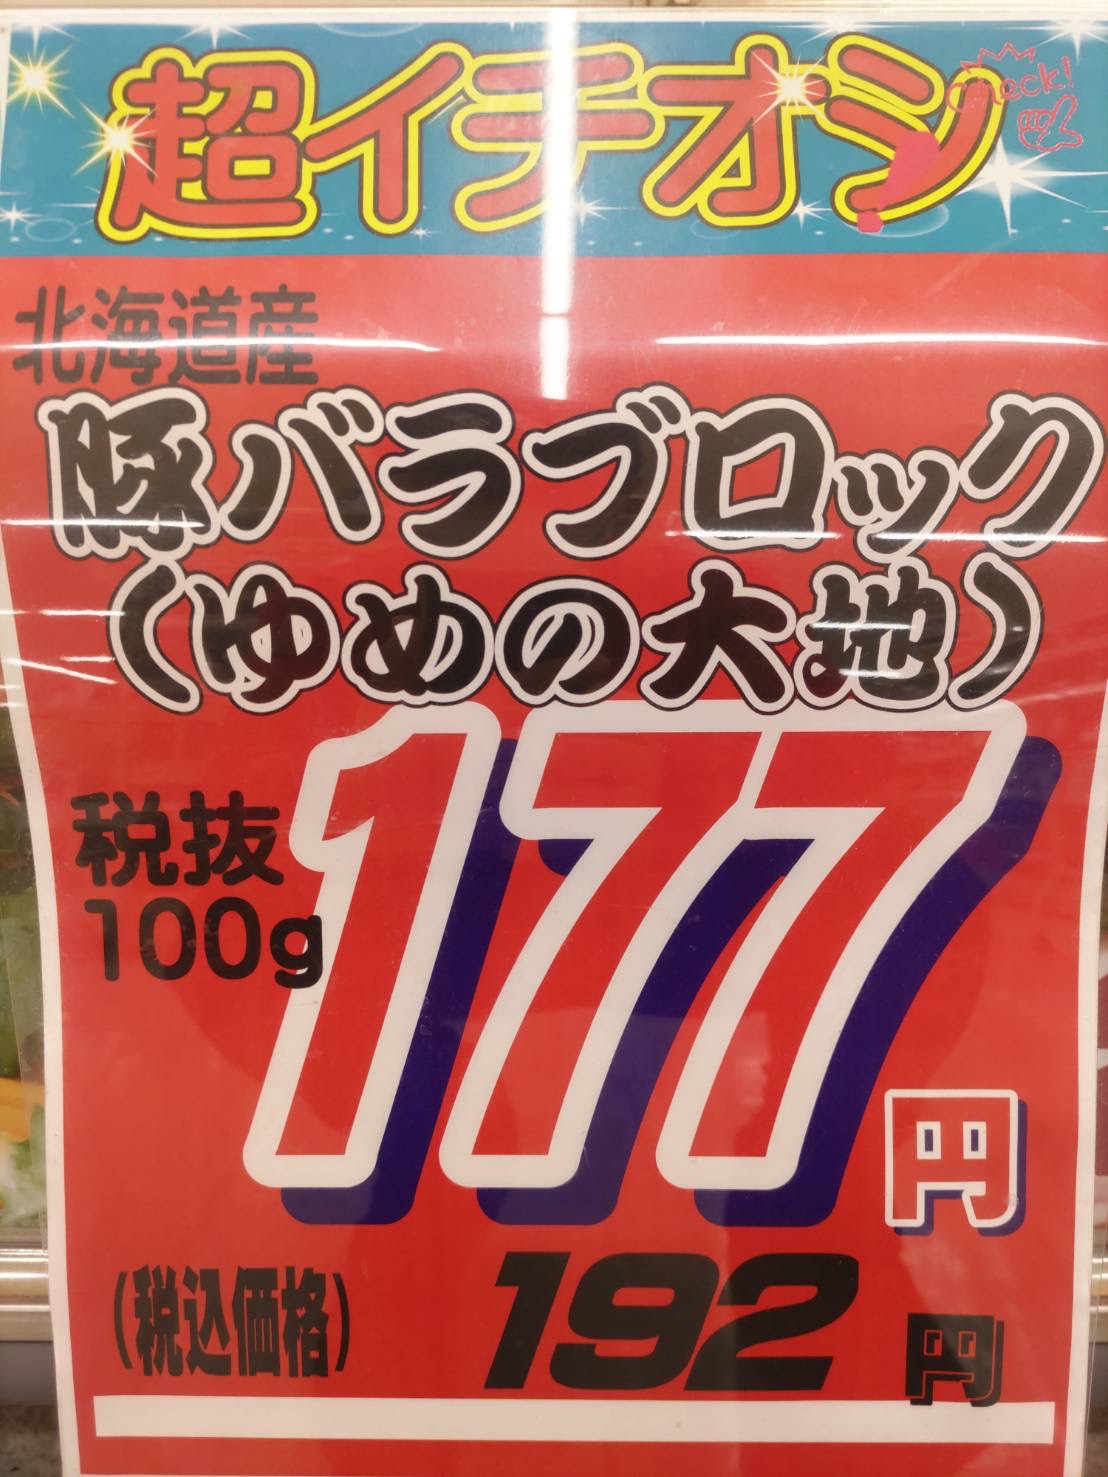 超イチオシ
Check!
北海道産
豚バラブロック
(ゆめの大地)
税抜
100g
177円
(税込価格) 192円